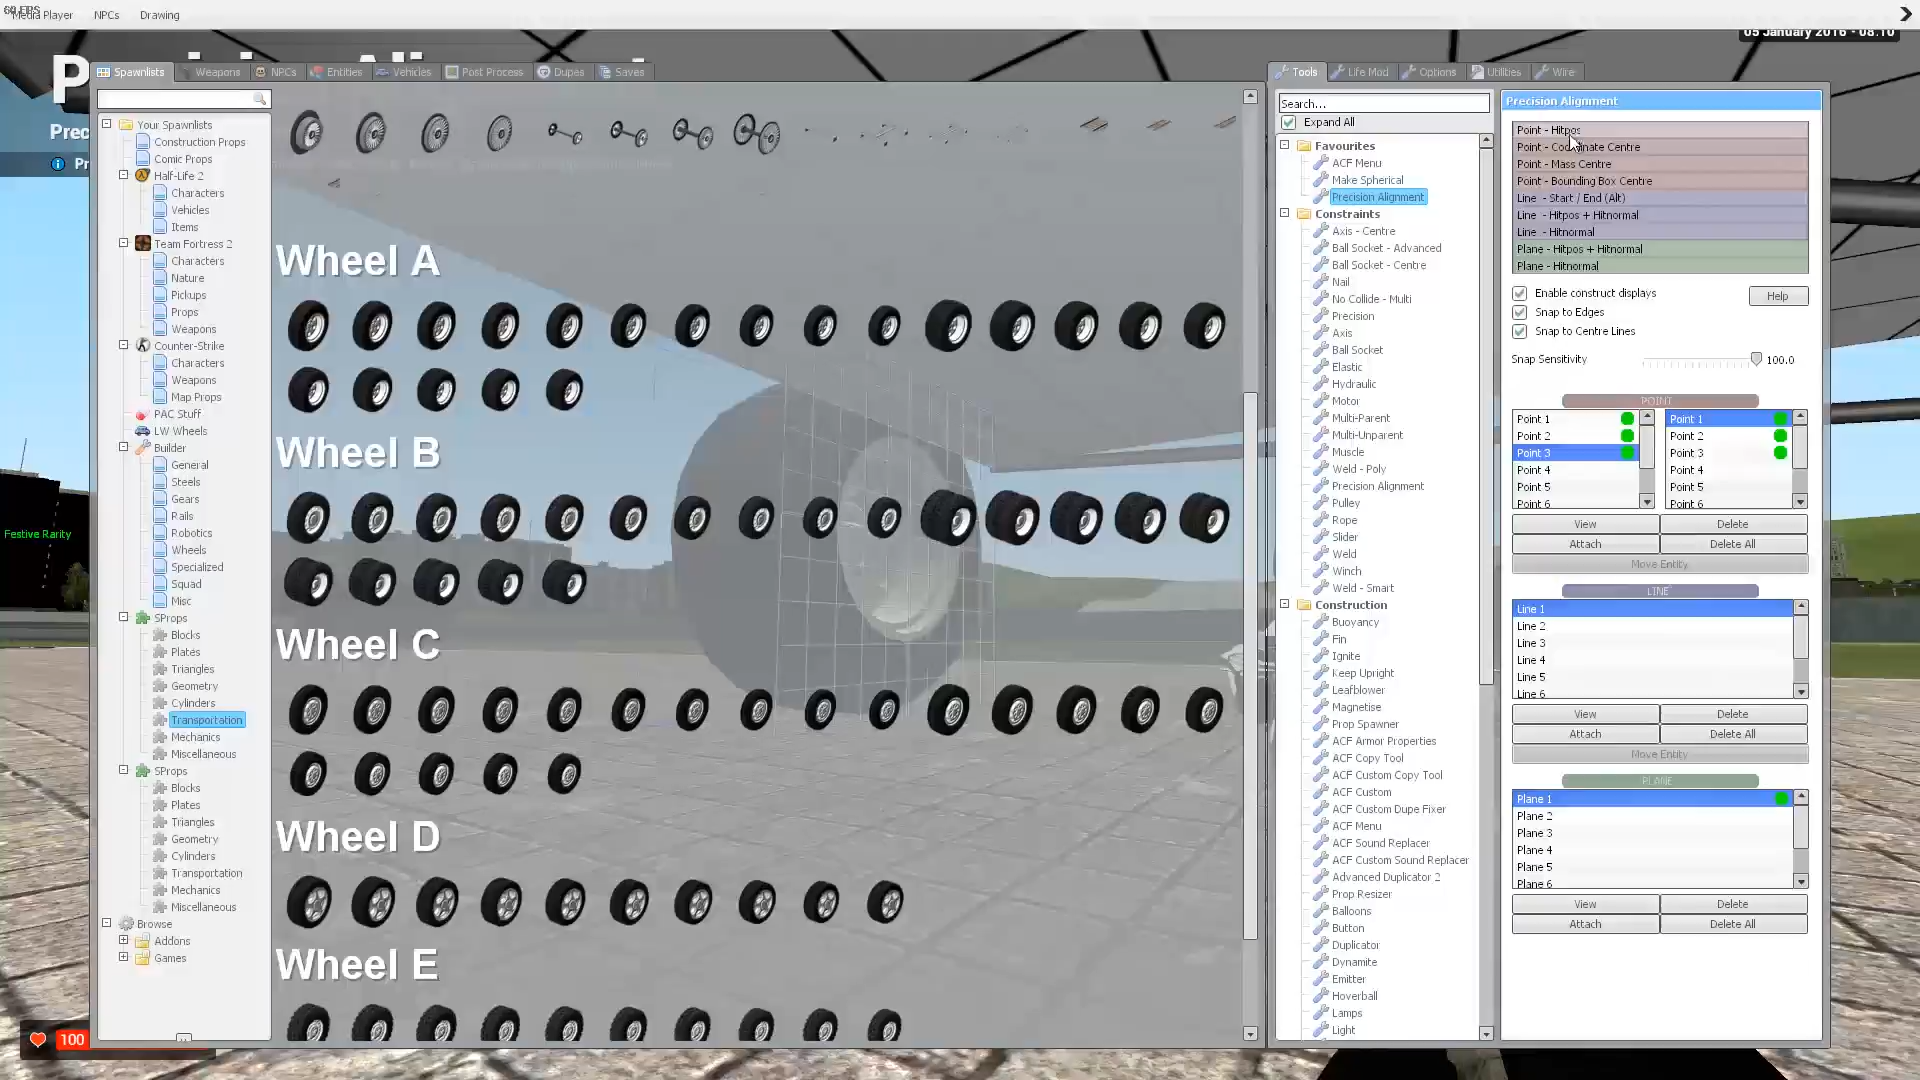 Media Player NPCs Drawing
05 January 2016 - 08:10
P
Prec
Pr
Festive Rarity
100
Spawnlists Weapons NPCs Entities Vehicles Post Process Dupes Saves
Your Spawnlists
Construction Props
Comic Props
Half-Life 2
Characters
Vehicles
Items
Team Fortress 2
Characters
Nature
Pickups
Props
Weapons
Counter-Strike
Characters
Weapons
Map Props
PAC Stuff
LW Wheels
Builder
General
Steels
Gears
Rails
Robotics
Wheels
Specialized
Squad
Misc
SProps
Blocks
Plates
Triangles
Geometry
Cylinders
Transportation
Mechanics
Miscellaneous
SProps
Blocks
Plates
Triangles
Geometry
Cylinders
Transportation
Mechanics
Miscellaneous
Browse
Addons
Games
Wheel A
Wheel B
Wheel C
Wheel D
Wheel E
Tools Life Mod Options Utilities Wire
Search...
Expand All
Favourites
ACF Menu
Make Spherical
Precision Alignment
Constraints
Axis - Centre
Ball Socket - Advanced
Ball Socket - Centre
Nail
No Collide - Multi
Precision
Axis
Ball Socket
Elastic
Hydraulic
Motor
Multi-Parent
Multi-Unparent
Muscle
Weld - Poly
Precision Alignment
Pulley
Rope
Slider
Weld
Winch
Weld - Smart
Construction
Buoyancy
Fin
Ignite
Keep Upright
Leafblower
Magnetise
Prop Spawner
ACF Armor Properties
ACF Copy Tool
ACF Custom Copy Tool
ACF Custom
ACF Custom Dupe Fixer
ACF Menu
ACF Sound Replacer
ACF Custom Sound Replacer
Advanced Duplicator 2
Prop Resizer
Balloons
Button
Duplicator
Dynamite
Emitter
Hoverball
Lamps
Light
Precision Alignment
Point - Hitpos
Point - Coordinate Centre
Point - Mass Centre
Point - Bounding Box Centre
Line - Start / End (Alt)
Line - Hitpos + Hitnormal
Line - Hitnormal
Plane - Hitpos + Hitnormal
Plane - Hitnormal
Enable construct displays Help
Snap to Edges
Snap to Centre Lines
Snap Sensitivity 100.0
POINT
Point 1 Point 1
Point 2 Point 2
Point 3 Point 3
Point 4 Point 4
Point 5 Point 5
Point 6 Point 6
View Delete
Attach Delete All
Move Entity
LINE
Line 1
Line 2
Line 3
Line 4
Line 5
Line 6
View Delete
Attach Delete All
Move Entity
PLANE
Plane 1
Plane 2
Plane 3
Plane 4
Plane 5
Plane 6
View Delete
Attach Delete All